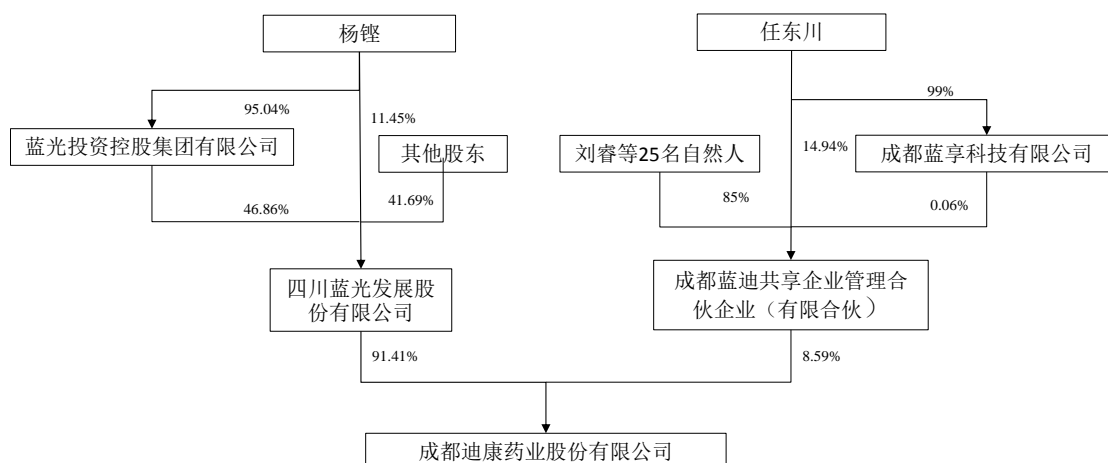 杨铿
任东川
95.04%
99%
11.45%
蓝光投资控股集团有限公司
其他股东
刘睿等25名自然人
14.94%
成都蓝享科技有限公司
46.86%
41.69%
85%
0.06%
四川蓝光发展股
份有限公司
成都蓝迪共享企业管理合
伙企业（有限合伙）
91.41%
8.59%
成都迪康药业股份有限公司